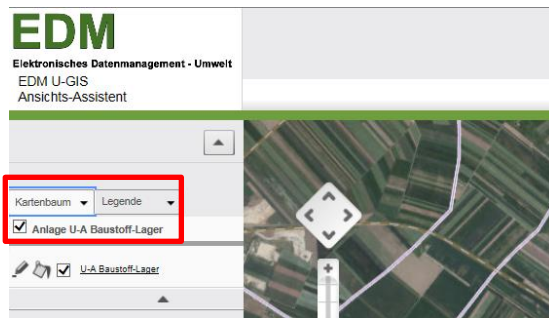 EDM
Elektronisches Datenmanagement - Umwelt
EDM U-GIS
Ansichts-Assistent
Kartenbaum Legende
Anlage U-A Baustoff-Lager
U-A Baustoff-Lager